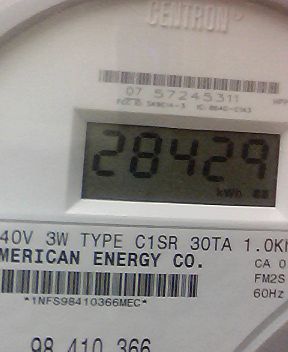 CENTRON
07 57245311
28429
kWh
40V 3W TYPE C1SR 30TA 1.0K
MERICAN ENERGY CO.
CA 0
FM2S
60Hz
*1NFS98410366MEC*
98 410 366